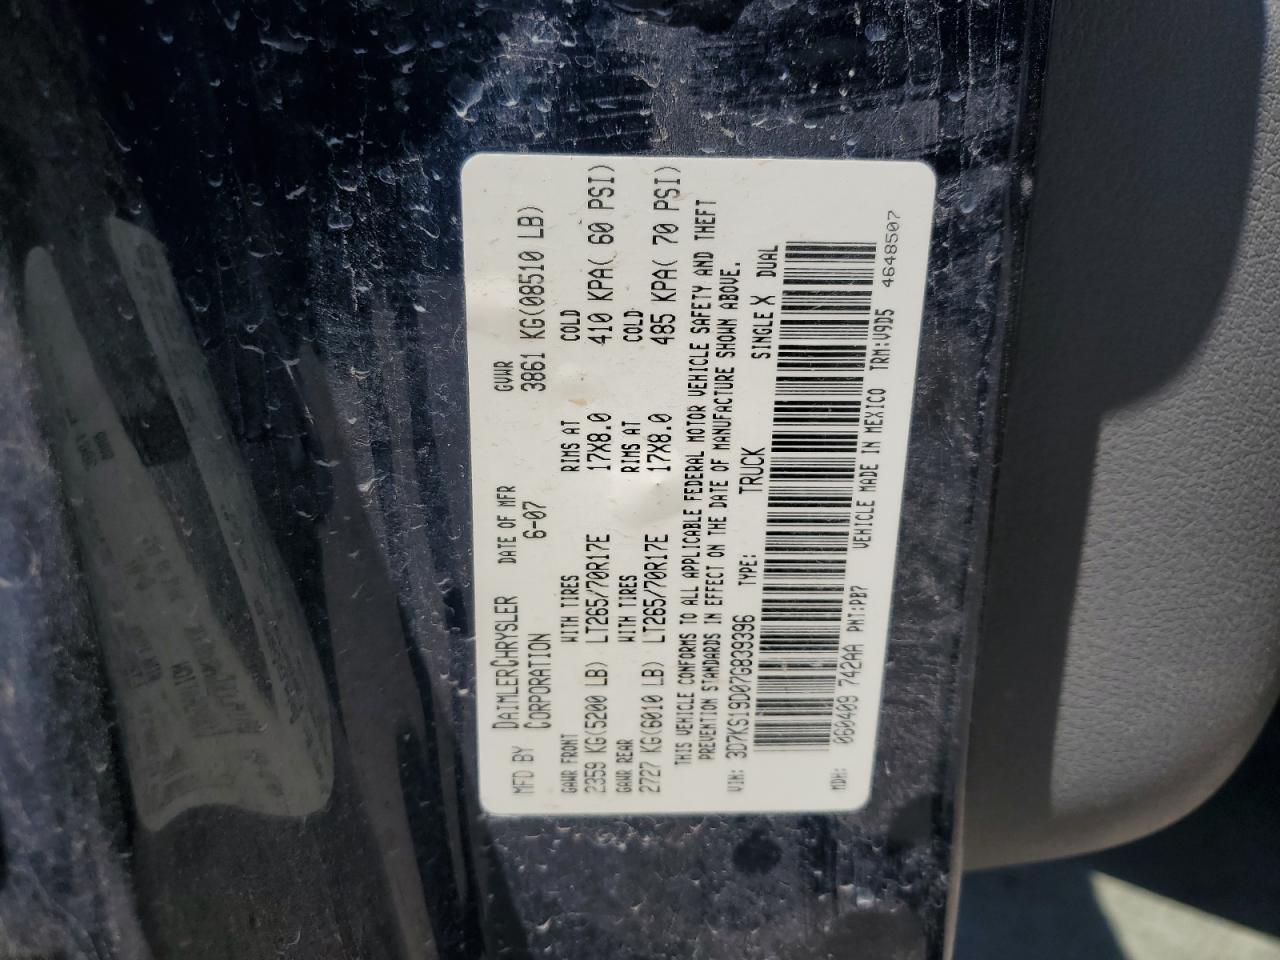 MFD BY DAIMLERCHRYSLER CORPORATION DATE OF MFR 6-07 GVWR 3861 KG(08510 LB)
GAWR FRONT WITH TIRES RIMS AT COLD
2359 KG(5200 LB) LT265/70R17E 17X8.0 410 KPA( 60 PSI)
GAWR REAR WITH TIRES RIMS AT COLD
2727 KG(6010 LB) LT265/70R17E 17X8.0 485 KPA( 70 PSI)
THIS VEHICLE CONFORMS TO ALL APPLICABLE FEDERAL MOTOR VEHICLE SAFETY AND THEFT
PREVENTION STANDARDS IN EFFECT ON THE DATE OF MANUFACTURE SHOWN ABOVE.
VIN: 3D7KS19D07G839396 TYPE: TRUCK SINGLE X DUAL
MDH: 060409 742AA PNT:PB7 VEHICLE MADE IN MEXICO TRM:V9D5 4648507